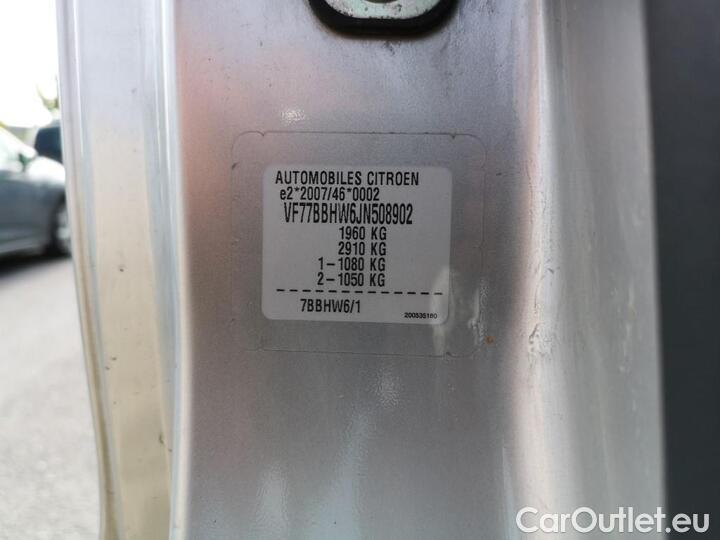 AUTOMOBILES CITROEN
e2*2007/46*0002
VF77BBHW6JN508902
1960 KG
2910 KG
1-1080 KG
2-1050 KG
7BBHW6/1
200535180
CarOutlet.eu